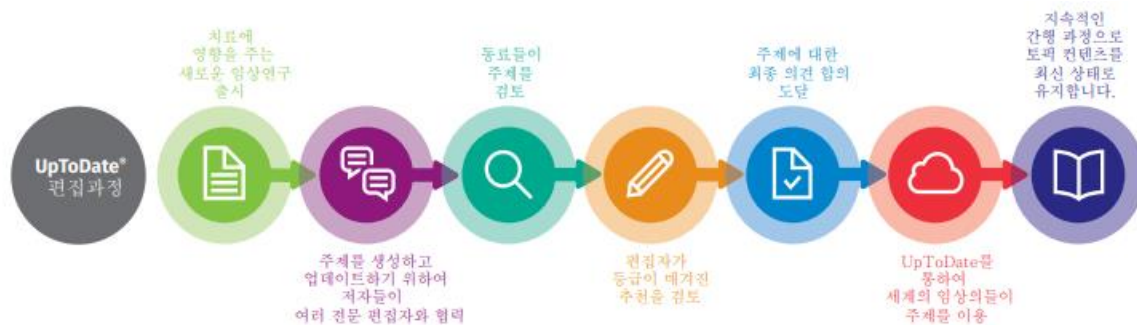 UpToDate®
편집과정
치료에
영향을 주는
새로운 임상연구
출시
주제를 생성하고
업데이트하기 위하여
저자들이
여러 전문 편집자와 협력
동료들이
주제를
검토
편집자가
등급이 매겨진
추천을 검토
주제에 대한
최종 의견 합의
도달
UpToDate를
통하여
세계의 임상의들이
주제를 이용
지속적인
간행 과정으로
토픽 컨텐츠를
최신 상태로
유지합니다.